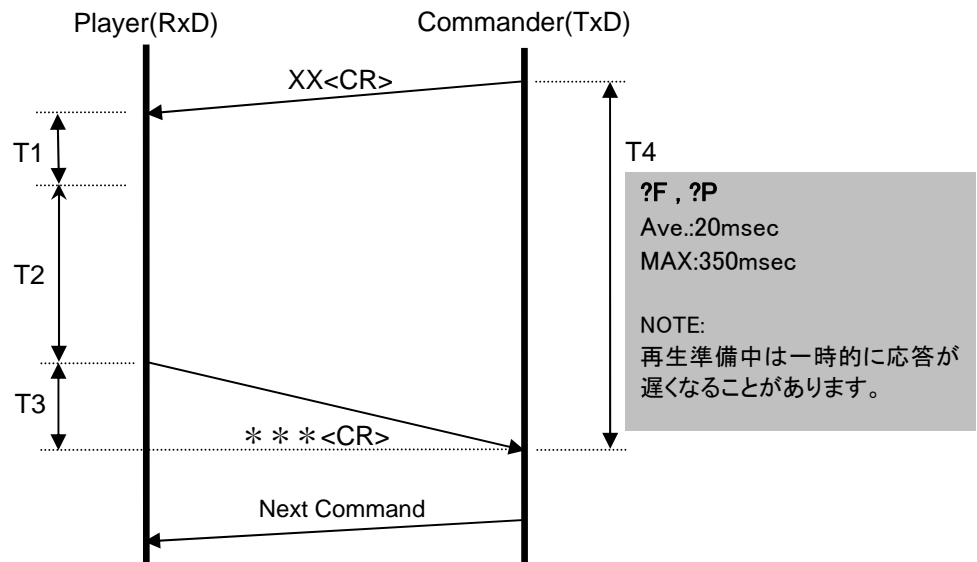 Player(RxD)
Commander(TxD)
XX<CR>
T1
T4
?F , ?P
Ave.:20msec
MAX:350msec
T2
NOTE:
再生準備中は一時的に応答が
遅くなることがあります。
T3
＊＊＊<CR>
Next Command